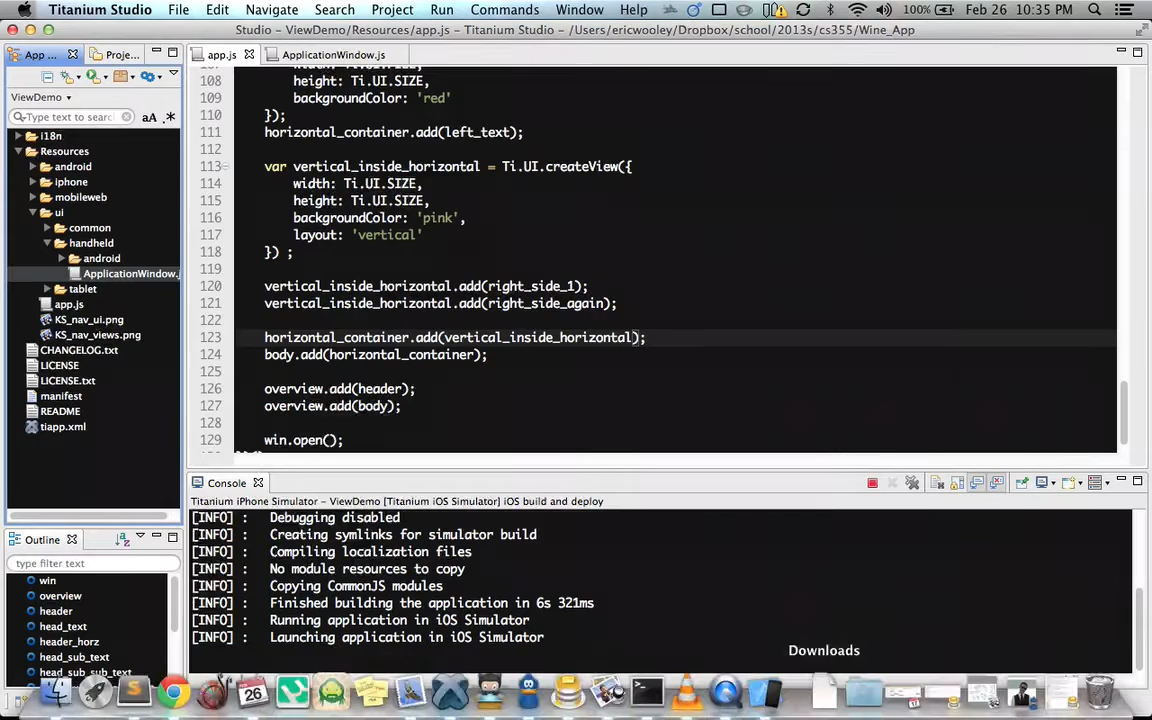 Titanium Studio File Edit Navigate Search Project Run Commands Window Help 100% Feb 26 10:35 PM
Studio - ViewDemo/Resources/app.js - Titanium Studio - /Users/ericwooley/Dropbox/school/2013s/cs355/Wine_App
App ... Proje...
ViewDemo
Type text to searc aA .*
i18n
Resources
android
iphone
mobileweb
ui
common
handheld
android
ApplicationWindow.j
tablet
app.js
KS_nav_ui.png
KS_nav_views.png
CHANGELOG.txt
LICENSE
LICENSE.txt
manifest
README
tiapp.xml
app.js ApplicationWindow.js
108 height: Ti.UI.SIZE,
109 backgroundColor: 'red'
110 });
111 horizontal_container.add(left_text);
112
113 var vertical_inside_horizontal = Ti.UI.createView({
114 width: Ti.UI.SIZE,
115 height: Ti.UI.SIZE,
116 backgroundColor: 'pink',
117 layout: 'vertical'
118 }) ;
119
120 vertical_inside_horizontal.add(right_side_1);
121 vertical_inside_horizontal.add(right_side_again);
122
123 horizontal_container.add(vertical_inside_horizontal);
124 body.add(horizontal_container);
125
126 overview.add(header);
127 overview.add(body);
128
129 win.open();
Outline
type filter text
win
overview
header
head_text
header_horz
head_sub_text
head_sub_sub_text
Console
Titanium iPhone Simulator - ViewDemo [Titanium iOS Simulator] iOS build and deploy
[INFO] : Debugging disabled
[INFO] : Creating symlinks for simulator build
[INFO] : Compiling localization files
[INFO] : No module resources to copy
[INFO] : Copying CommonJS modules
[INFO] : Finished building the application in 6s 321ms
[INFO] : Running application in iOS Simulator
[INFO] : Launching application in iOS Simulator
Downloads
FEB
26